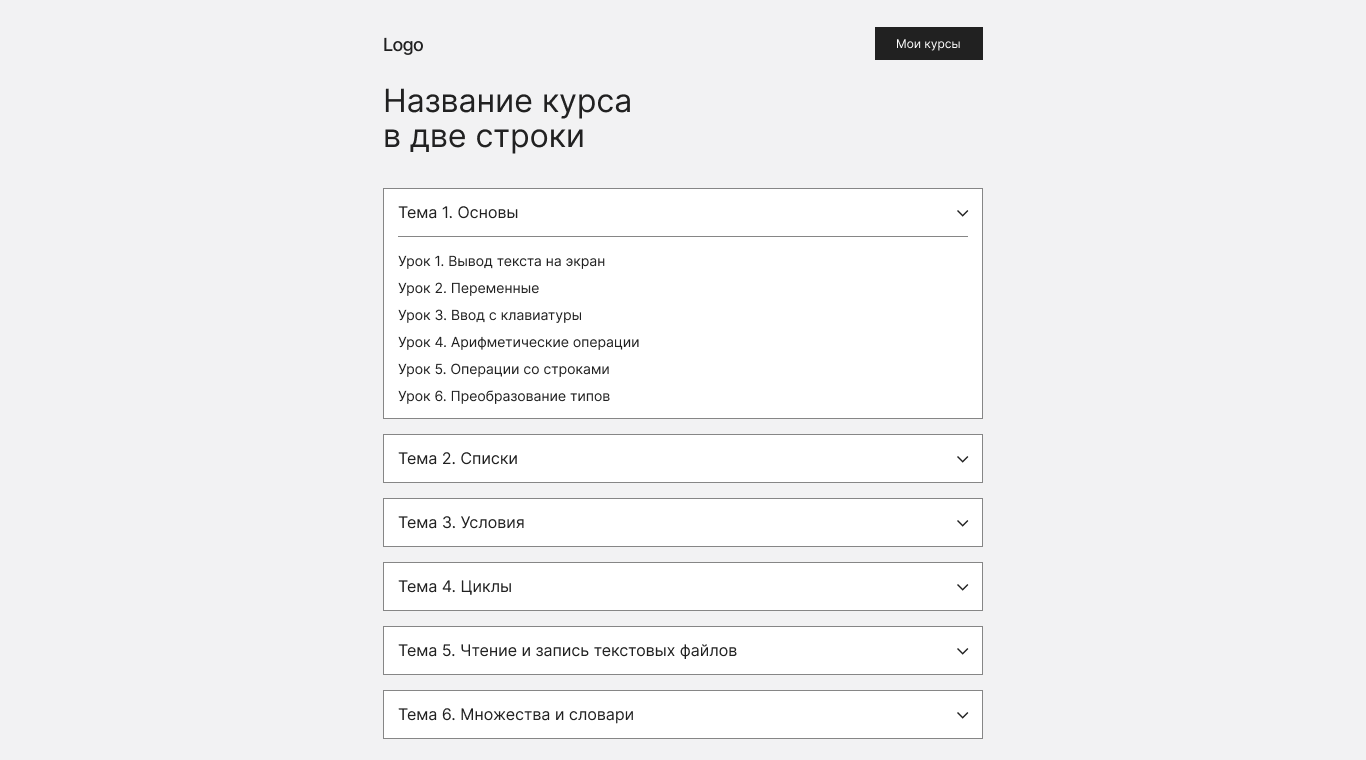 Logo
Мои курсы
Название курса
в две строки
Тема 1. Основы
Урок 1. Вывод текста на экран
Урок 2. Переменные
Урок 3. Ввод с клавиатуры
Урок 4. Арифметические операции
Урок 5. Операции со строками
Урок 6. Преобразование типов
Тема 2. Списки
Тема 3. Условия
Тема 4. Циклы
Тема 5. Чтение и запись текстовых файлов
Тема 6. Множества и словари